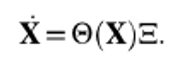 Ẋ = Θ(X)Ξ.